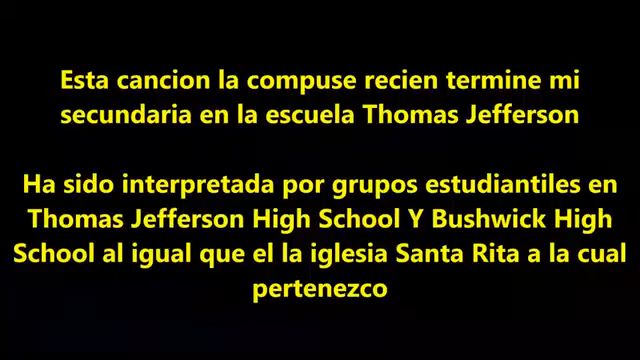 Esta cancion la compuse recien termine mi
secundaria en la escuela Thomas Jefferson
Ha sido interpretada por grupos estudiantiles en
Thomas Jefferson High School Y Bushwick High
School al igual que el la iglesia Santa Rita a la cual
pertenezco